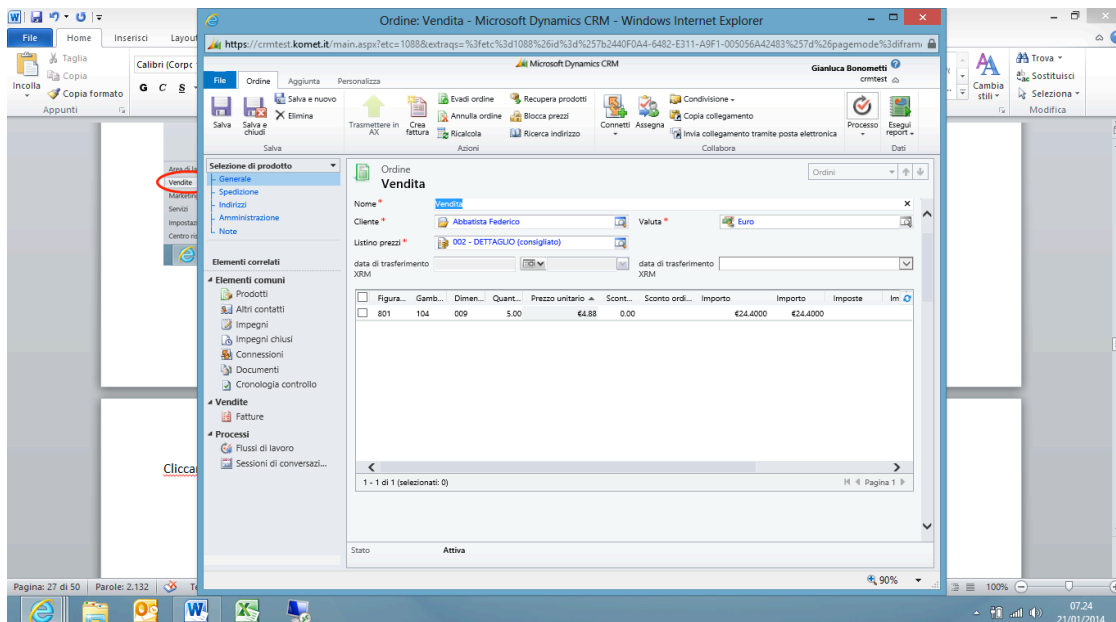 Ordine: Vendita - Microsoft Dynamics CRM - Windows Internet Explorer
https://crmtest.komet.it/main.aspx?etc=1088&extraqs=%3fetc%3d1088%26id%3d%257b2440F0A4-6482-E311-A9F1-005056A42483%257d%26pagemode%3diframe
File Home Inserisci Layout
Taglia
Copia
Copia formato
Incolla
Appunti
Calibri (Corpo
G C S
Trova
Sostituisci
Seleziona
Cambia stili
Modifica
Microsoft Dynamics CRM
Gianluca Bonometti
crmtest
File Ordine Aggiunta Personalizza
Salva
Salva e chiudi
Salva e nuovo
Elimina
Salva
Trasmettere in AX
Crea fattura
Evadi ordine
Annulla ordine
Ricalcola
Recupera prodotti
Blocca prezzi
Ricerca indirizzo
Azioni
Connetti
Assegna
Condivisione
Copia collegamento
Invia collegamento tramite posta elettronica
Collabora
Processo
Esegui report
Dati
Vendite
Marketing
Servizi
Impostazi
Centro ris
Selezione di prodotto
Generale
Spedizione
Indirizzi
Amministrazione
Note
Elementi correlati
Elementi comuni
Prodotti
Altri contatti
Impegni
Impegni chiusi
Connessioni
Documenti
Cronologia controllo
Vendite
Fatture
Processi
Flussi di lavoro
Sessioni di conversazi...
Ordine
Vendita
Ordini
Nome * Vendita
Cliente * Abbatista Federico Valuta * Euro
Listino prezzi * 002 - DETTAGLIO (consigliato)
data di trasferimento XRM
data di trasferimento XRM
Figura... Gamb... Dimen... Quant... Prezzo unitario Scont... Sconto ordi... Importo Importo Imposte Im
801 104 009 5.00 €4.88 0.00 €24.4000 €24.4000
1 - 1 di 1 (selezionati: 0) Pagina 1
Stato Attiva
90%
Cliccar
Pagina: 27 di 50 Parole: 2.132
100%
07.24
21/01/2014